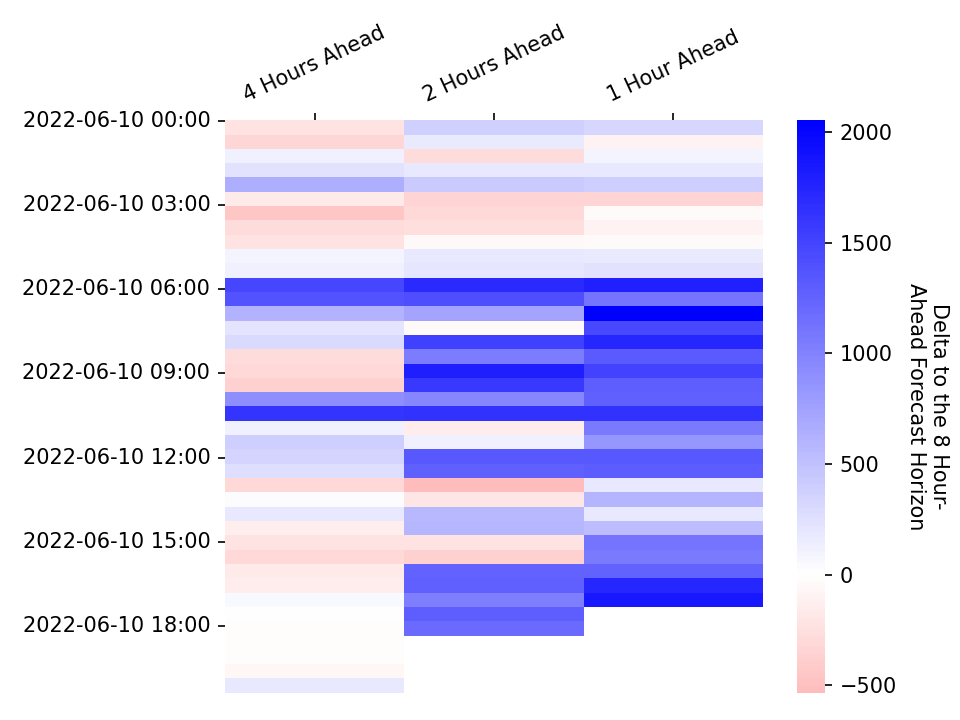 4 Hours Ahead
2 Hours Ahead
1 Hour Ahead
2022-06-10 00:00
2022-06-10 03:00
2022-06-10 06:00
2022-06-10 09:00
2022-06-10 12:00
2022-06-10 15:00
2022-06-10 18:00
2000
1500
1000
500
0
−500
Delta to the 8 Hour-
Ahead Forecast Horizon